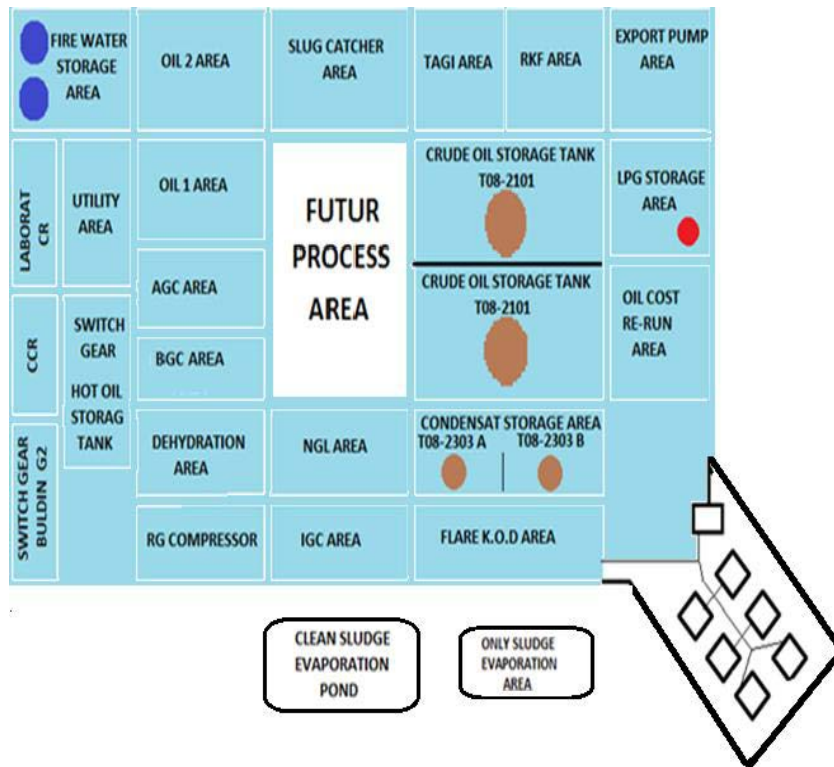 FIRE WATER
STORAGE
AREA
OIL 2 AREA
SLUG CATCHER
AREA
TAGI AREA
RKF AREA
EXPORT PUMP
AREA
LABORAT
CR
UTILITY
AREA
OIL 1 AREA
FUTUR
PROCESS
AREA
CRUDE OIL STORAGE TANK
T08-2101
LPG STORAGE
AREA
AGC AREA
CRUDE OIL STORAGE TANK
T08-2101
OIL COST
RE-RUN
AREA
CCR
SWITCH
GEAR
HOT OIL
STORAG
TANK
BGC AREA
SWITCH GEAR
BULDIN G2
DEHYDRATION
AREA
NGL AREA
CONDENSAT STORAGE AREA
T08-2303 A
T08-2303 B
RG COMPRESSOR
IGC AREA
FLARE K.O.D AREA
CLEAN SLUDGE
EVAPORATION
POND
ONLY SLUDGE
EVAPORATION
AREA